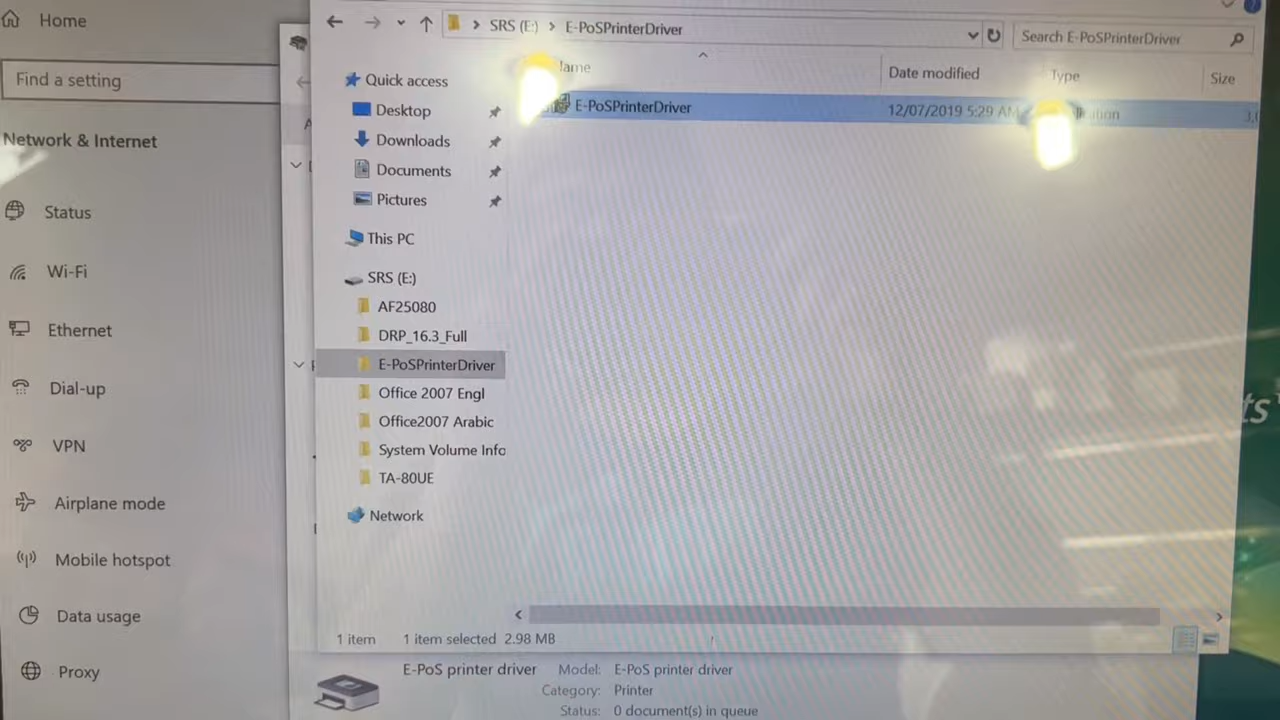 Home
Find a setting
Network & Internet
Status
Wi-Fi
Ethernet
Dial-up
VPN
Airplane mode
Mobile hotspot
Data usage
Proxy
SRS (E:) > E-PoSPrinterDriver
Search E-PoSPrinterDriver
Date modified Type Size
E-PoSPrinterDriver 12/07/2019 5:29 AM
Quick access
Desktop
Downloads
Documents
Pictures
This PC
SRS (E:)
AF25080
DRP_16.3_Full
E-PoSPrinterDriver
Office 2007 Engl
Office2007 Arabic
System Volume Info
TA-80UE
Network
1 item 1 item selected 2.98 MB
E-PoS printer driver Model: E-PoS printer driver
Category: Printer
Status: 0 document(s) in queue